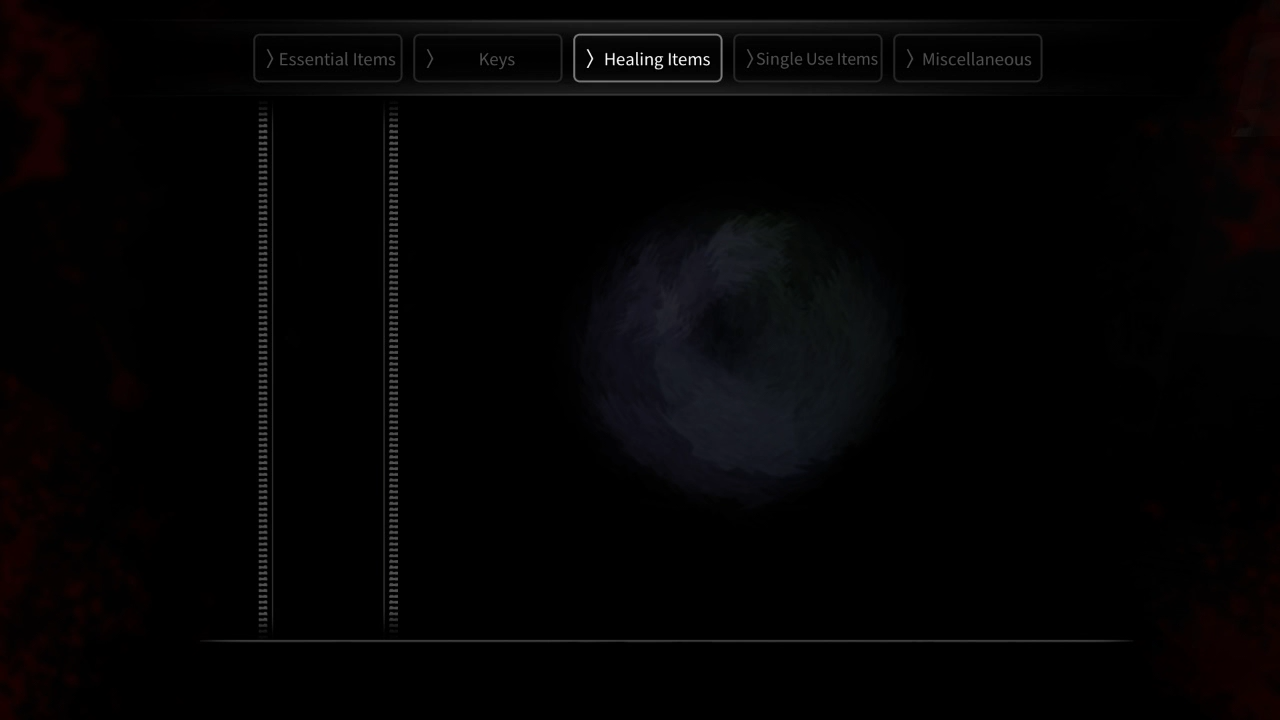 Essential Items
Keys
Healing Items
Single Use Items
Miscellaneous